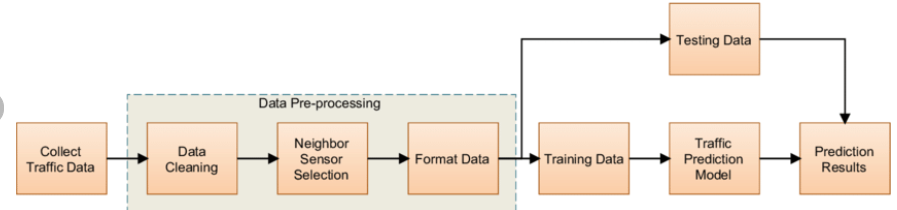 Testing Data
Data Pre-processing
Collect
Traffic Data
Data
Cleaning
Neighbor
Sensor
Selection
Format Data
Training Data
Traffic
Prediction
Model
Prediction
Results